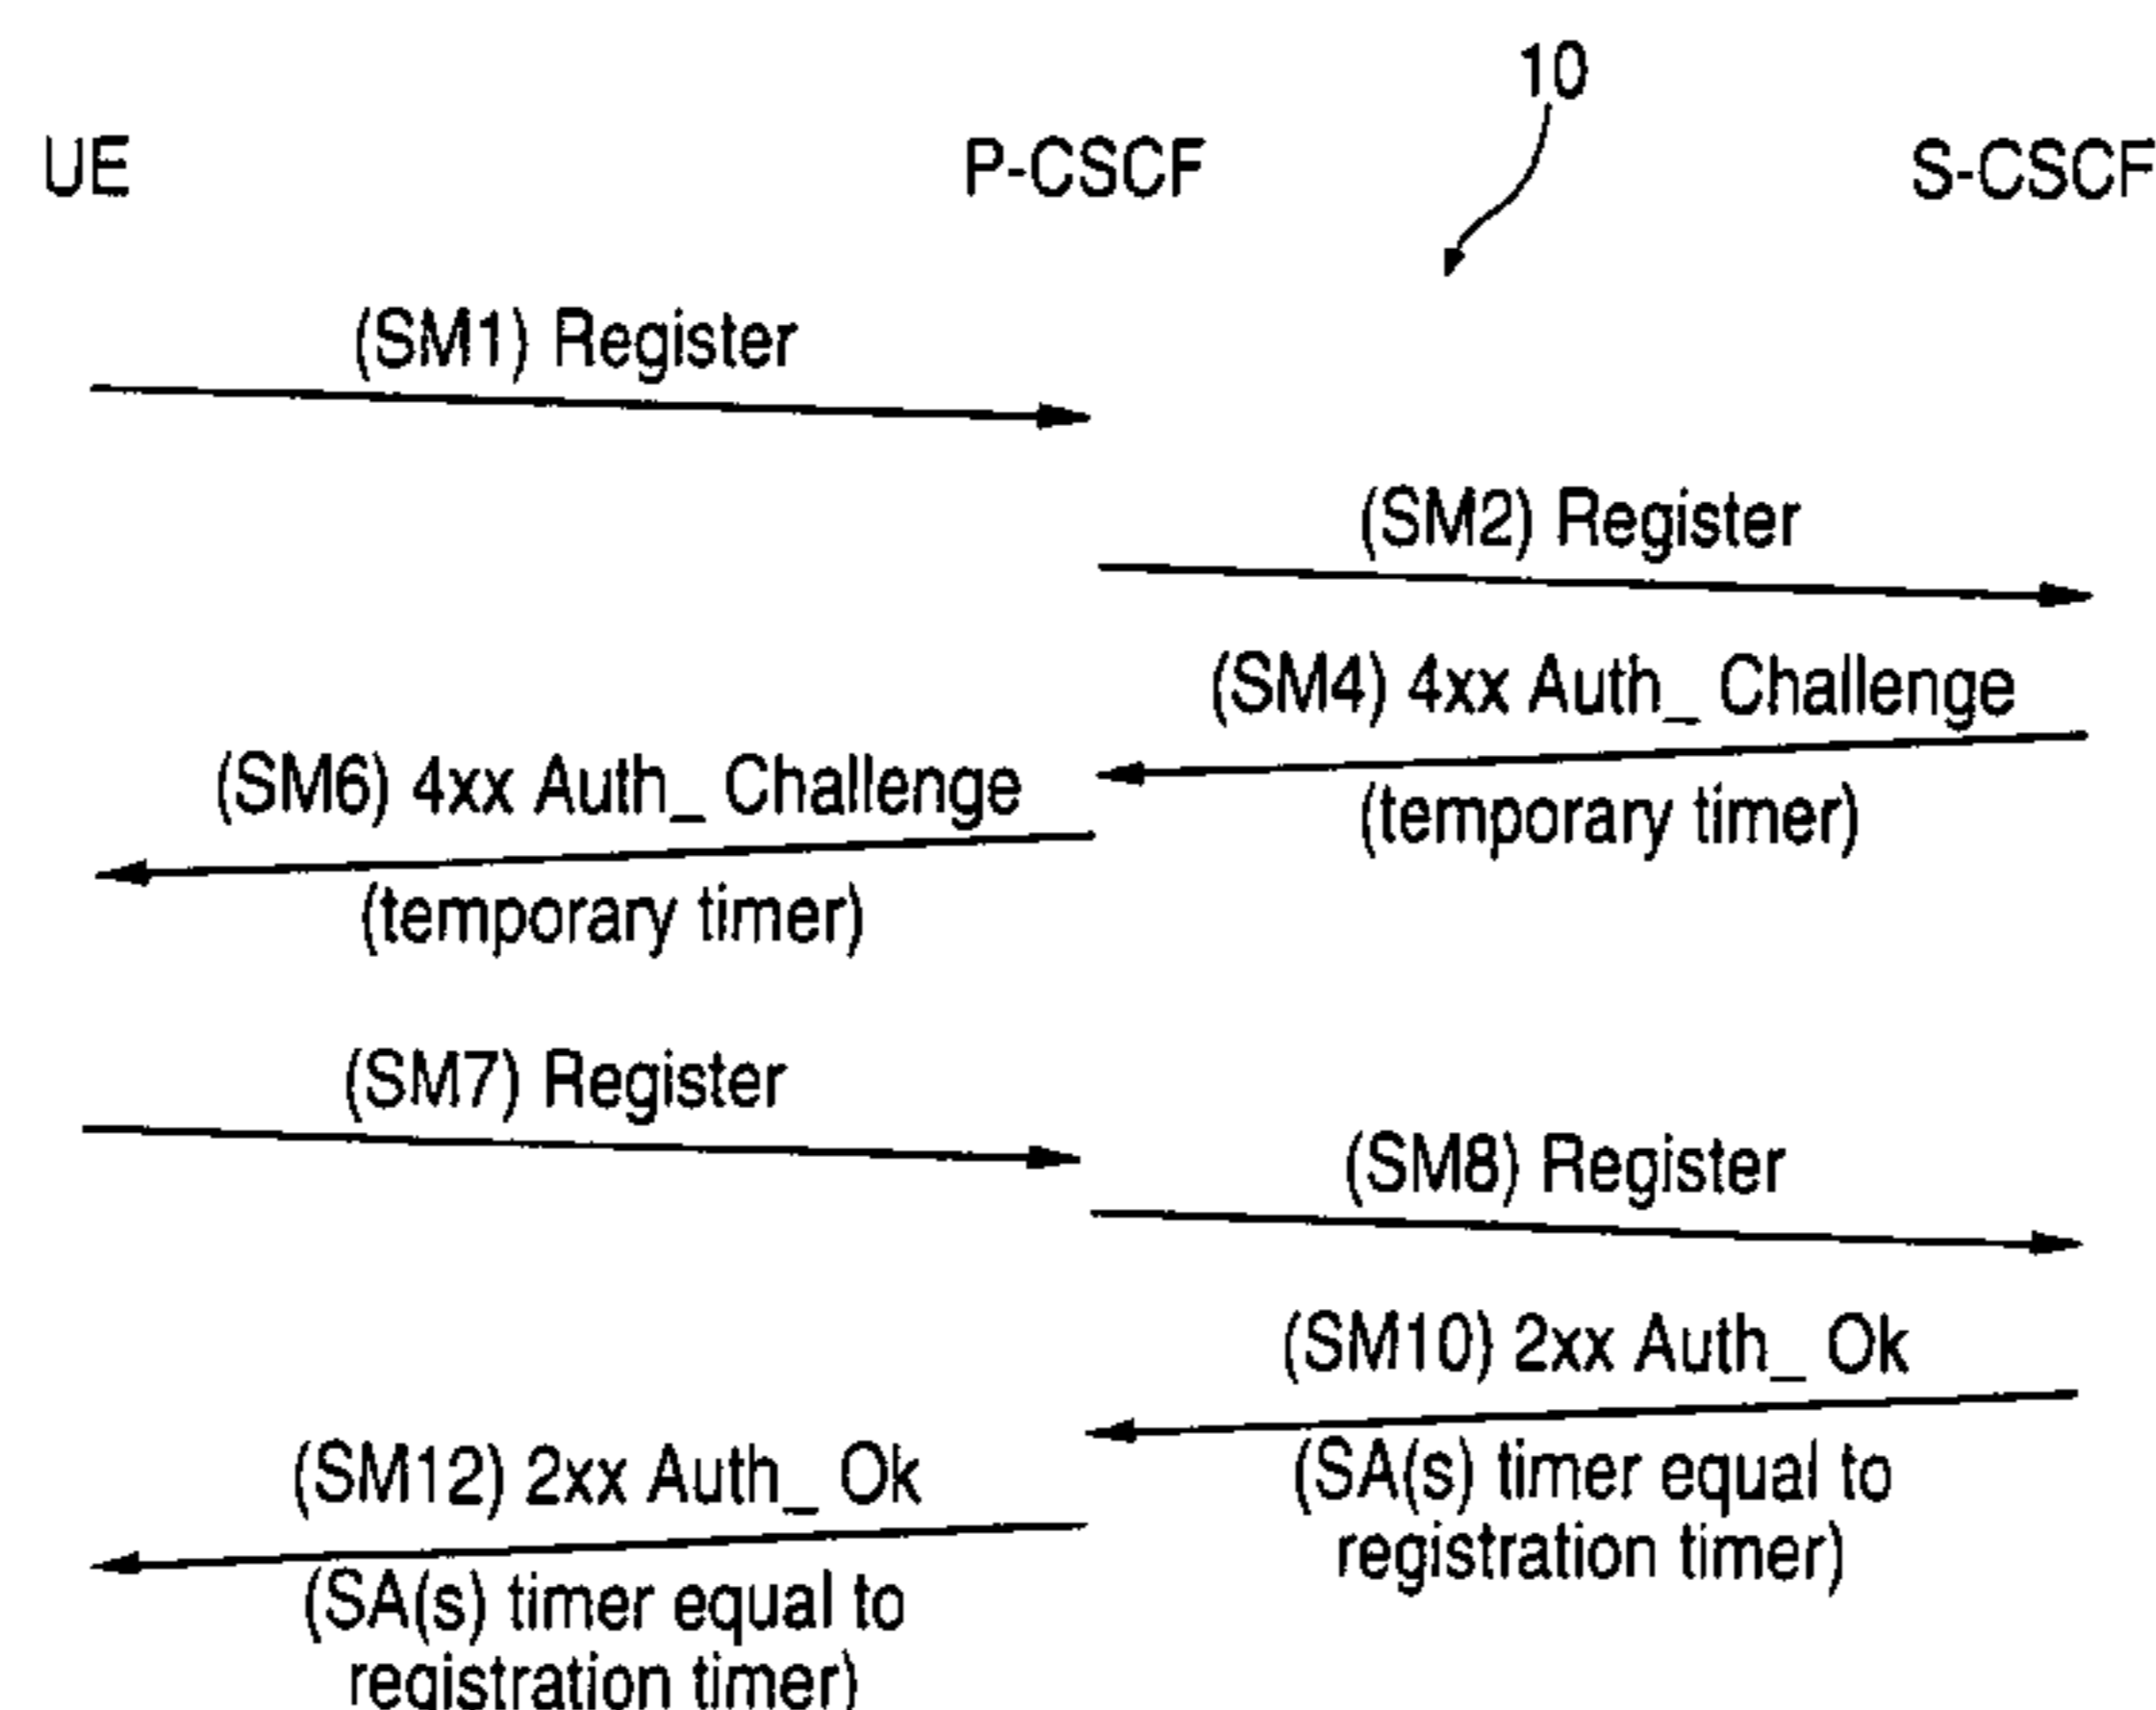 10
UE
P-CSCF
S-CSCF
(SM1) Register
(SM2) Register
(SM4) 4xx Auth_ Challenge
(temporary timer)
(SM6) 4xx Auth_ Challenge
(temporary timer)
(SM7) Register
(SM8) Register
(SM10) 2xx Auth_ Ok
(SA(s) timer equal to
registration timer)
(SM12) 2xx Auth_ Ok
(SA(s) timer equal to
registration timer)